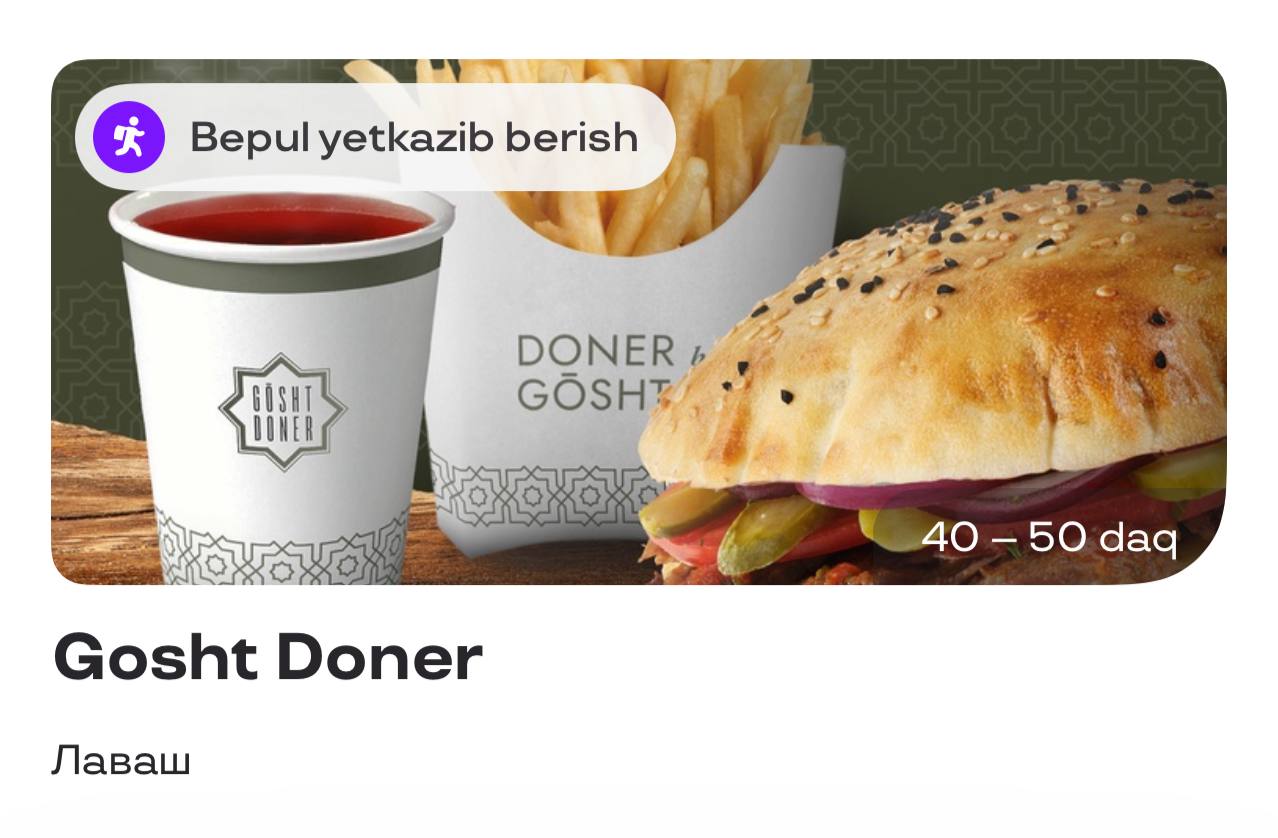 Bepul yetkazib berish
DONER
GŌSHT
GŌSHT
DONER
40 – 50 daq
Gosht Doner
Лаваш